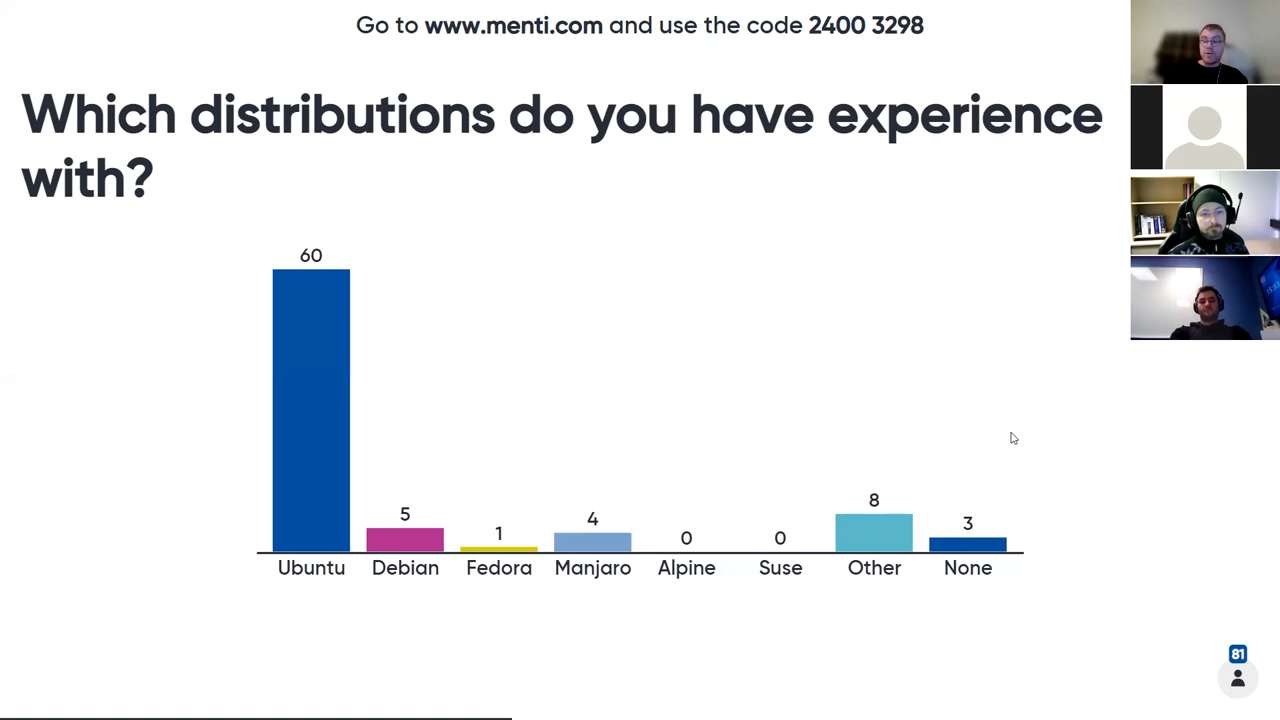 Go to www.menti.com and use the code 2400 3298
Which distributions do you have experience
with?
60
5
1
4
0
0
8
3
Ubuntu
Debian
Fedora
Manjaro
Alpine
Suse
Other
None
81